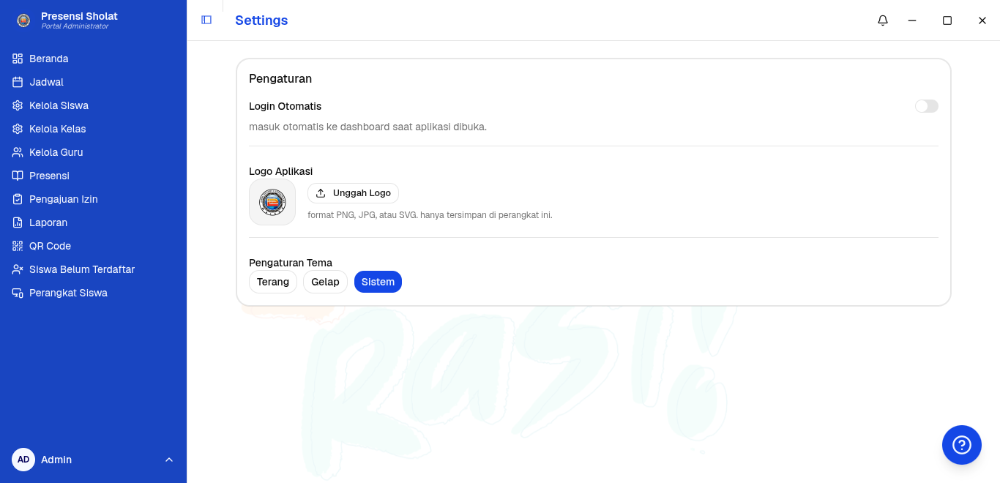 Presensi Sholat
Portal Administrator
Beranda
Jadwal
Kelola Siswa
Kelola Kelas
Kelola Guru
Presensi
Pengajuan Izin
Laporan
QR Code
Siswa Belum Terdaftar
Perangkat Siswa
AD
Admin
Settings
Pengaturan
Login Otomatis
masuk otomatis ke dashboard saat aplikasi dibuka.
Logo Aplikasi
Unggah Logo
format PNG, JPG, atau SVG. hanya tersimpan di perangkat ini.
Pengaturan Tema
Terang
Gelap
Sistem